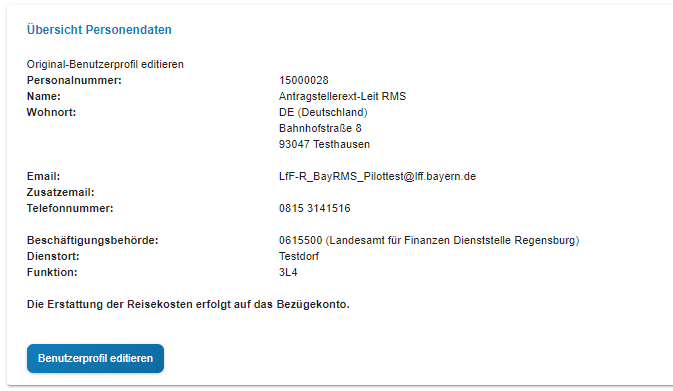 Übersicht Personendaten
Original-Benutzerprofil editieren
Personalnummer: 15000028
Name: Antragstellerext-Leit RMS
Wohnort: DE (Deutschland)
Bahnhofstraße 8
93047 Testhausen
Email: LfF-R_BayRMS_Pilottest@lff.bayern.de
Zusatzemail:
Telefonnummer: 0815 3141516
Beschäftigungsbehörde: 0615500 (Landesamt für Finanzen Dienststelle Regensburg)
Dienstort: Testdorf
Funktion: 3L4
Die Erstattung der Reisekosten erfolgt auf das Bezügekonto.
Benutzerprofil editieren